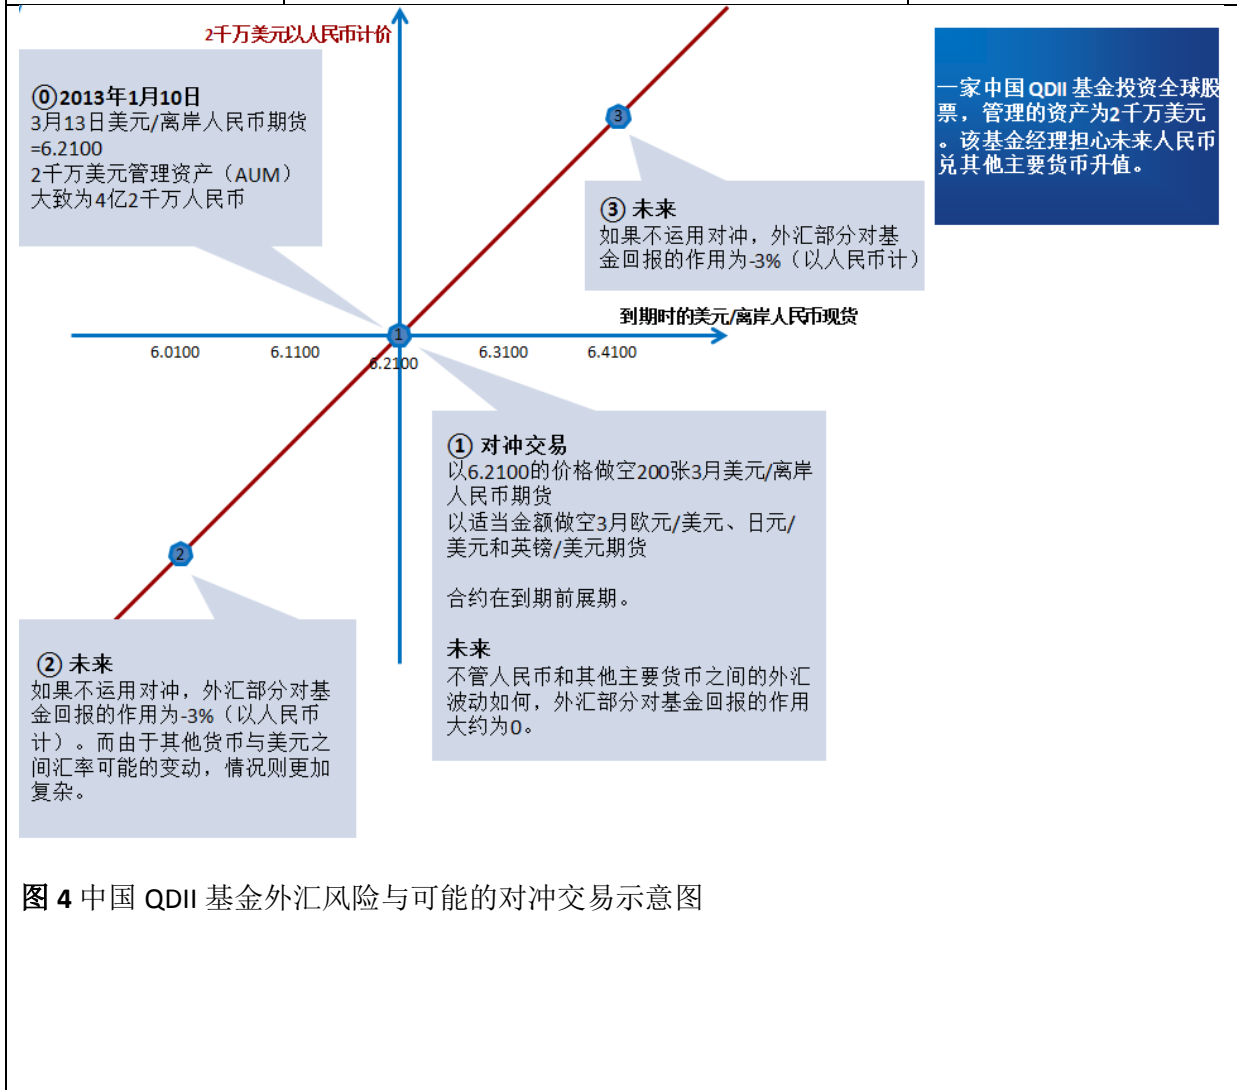 2千万美元以人民币计价
⓪2013年1月10日
3月13日美元/离岸人民币期货
=6.2100
2千万美元管理资产（AUM）
大致为4亿2千万人民币
一家中国 QDII 基金投资全球股
票，管理的资产为2千万美元
。该基金经理担心未来人民币
兑其他主要货币升值。
3
③ 未来
如果不运用对冲，外汇部分对基
金回报的作用为-3%（以人民币计）
到期时的美元/离岸人民币现货
1
6.0100 6.1100 6.2100 6.3100 6.4100
① 对冲交易
以6.2100的价格做空200张3月美元/离岸
人民币期货
以适当金额做空3月欧元/美元、日元/
美元和英镑/美元期货
合约在到期前展期。
未来
不管人民币和其他主要货币之间的外汇
波动如何，外汇部分对基金回报的作用
大约为0。
2
② 未来
如果不运用对冲，外汇部分对基
金回报的作用为-3%（以人民币
计）。而由于其他货币与美元之
间汇率可能的变动，情况则更加
复杂。
图 4 中国 QDII 基金外汇风险与可能的对冲交易示意图